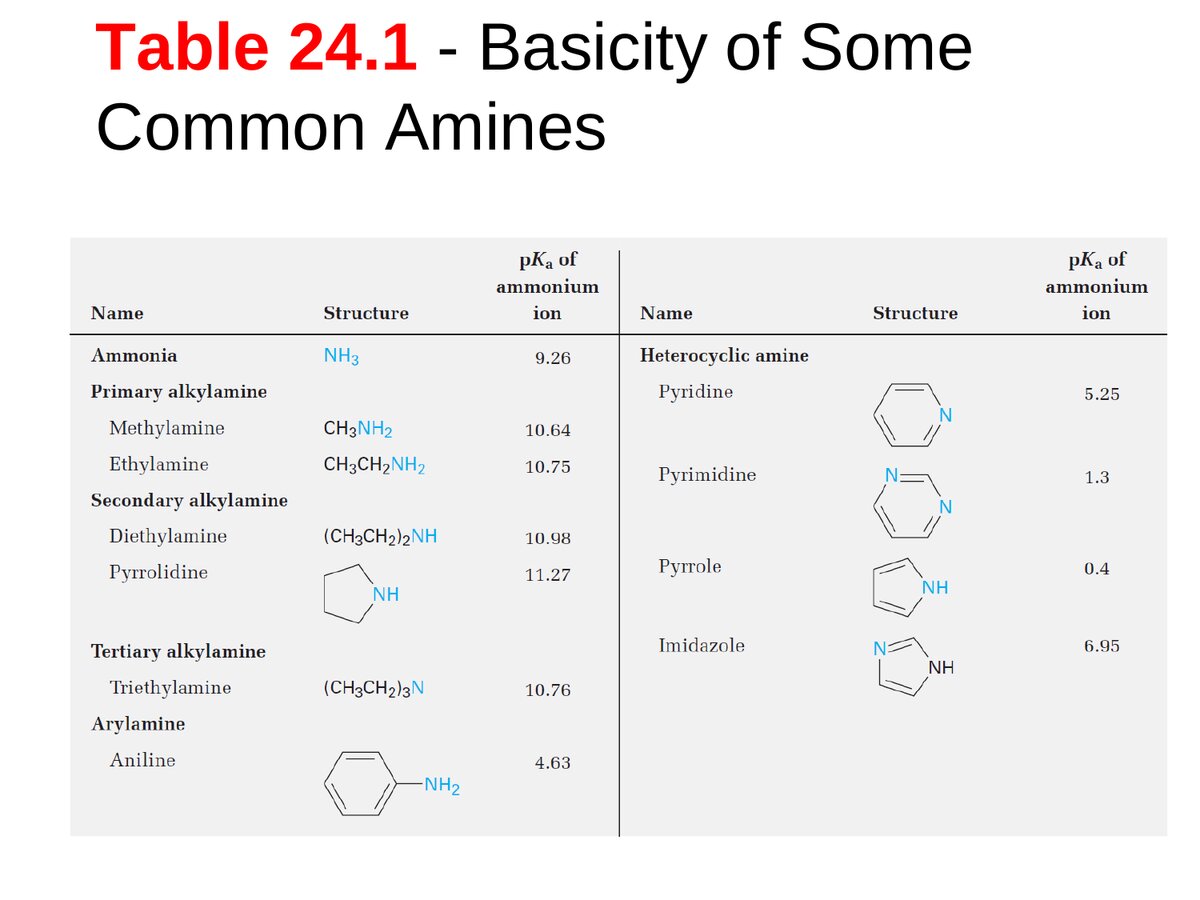 Table 24.1 - Basicity of Some
Common Amines
Name Structure pKa of ammonium ion
Ammonia NH3 9.26
Primary alkylamine
Methylamine CH3NH2 10.64
Ethylamine CH3CH2NH2 10.75
Secondary alkylamine
Diethylamine (CH3CH2)2NH 10.98
Pyrrolidine NH 11.27
Tertiary alkylamine
Triethylamine (CH3CH2)3N 10.76
Arylamine
Aniline NH2 4.63
Name Structure pKa of ammonium ion
Heterocyclic amine
Pyridine N 5.25
Pyrimidine N N 1.3
Pyrrole NH 0.4
Imidazole N NH 6.95